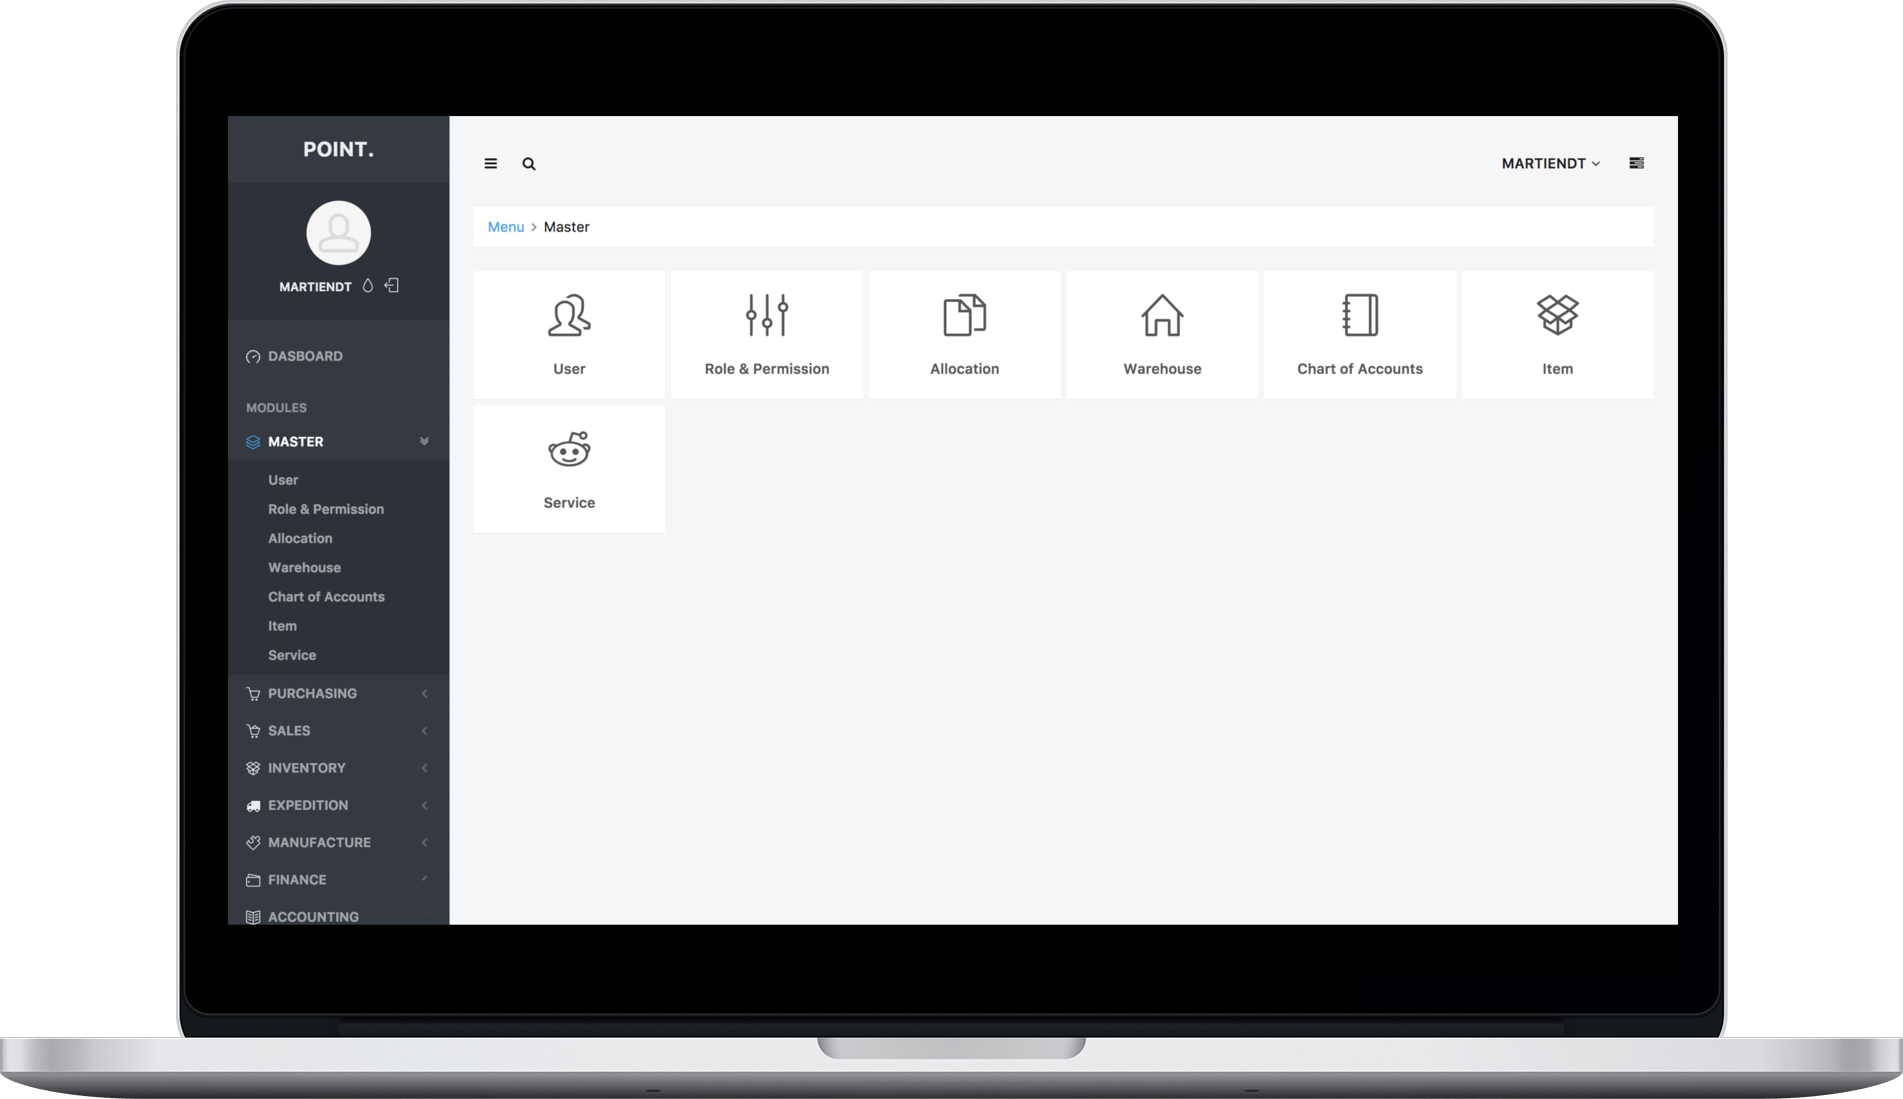 POINT.
MARTIENDT
DASBOARD
MODULES
MASTER
User
Role & Permission
Allocation
Warehouse
Chart of Accounts
Item
Service
PURCHASING
SALES
INVENTORY
EXPEDITION
MANUFACTURE
FINANCE
ACCOUNTING
MARTIENDT
Menu > Master
User
Role & Permission
Allocation
Warehouse
Chart of Accounts
Item
Service